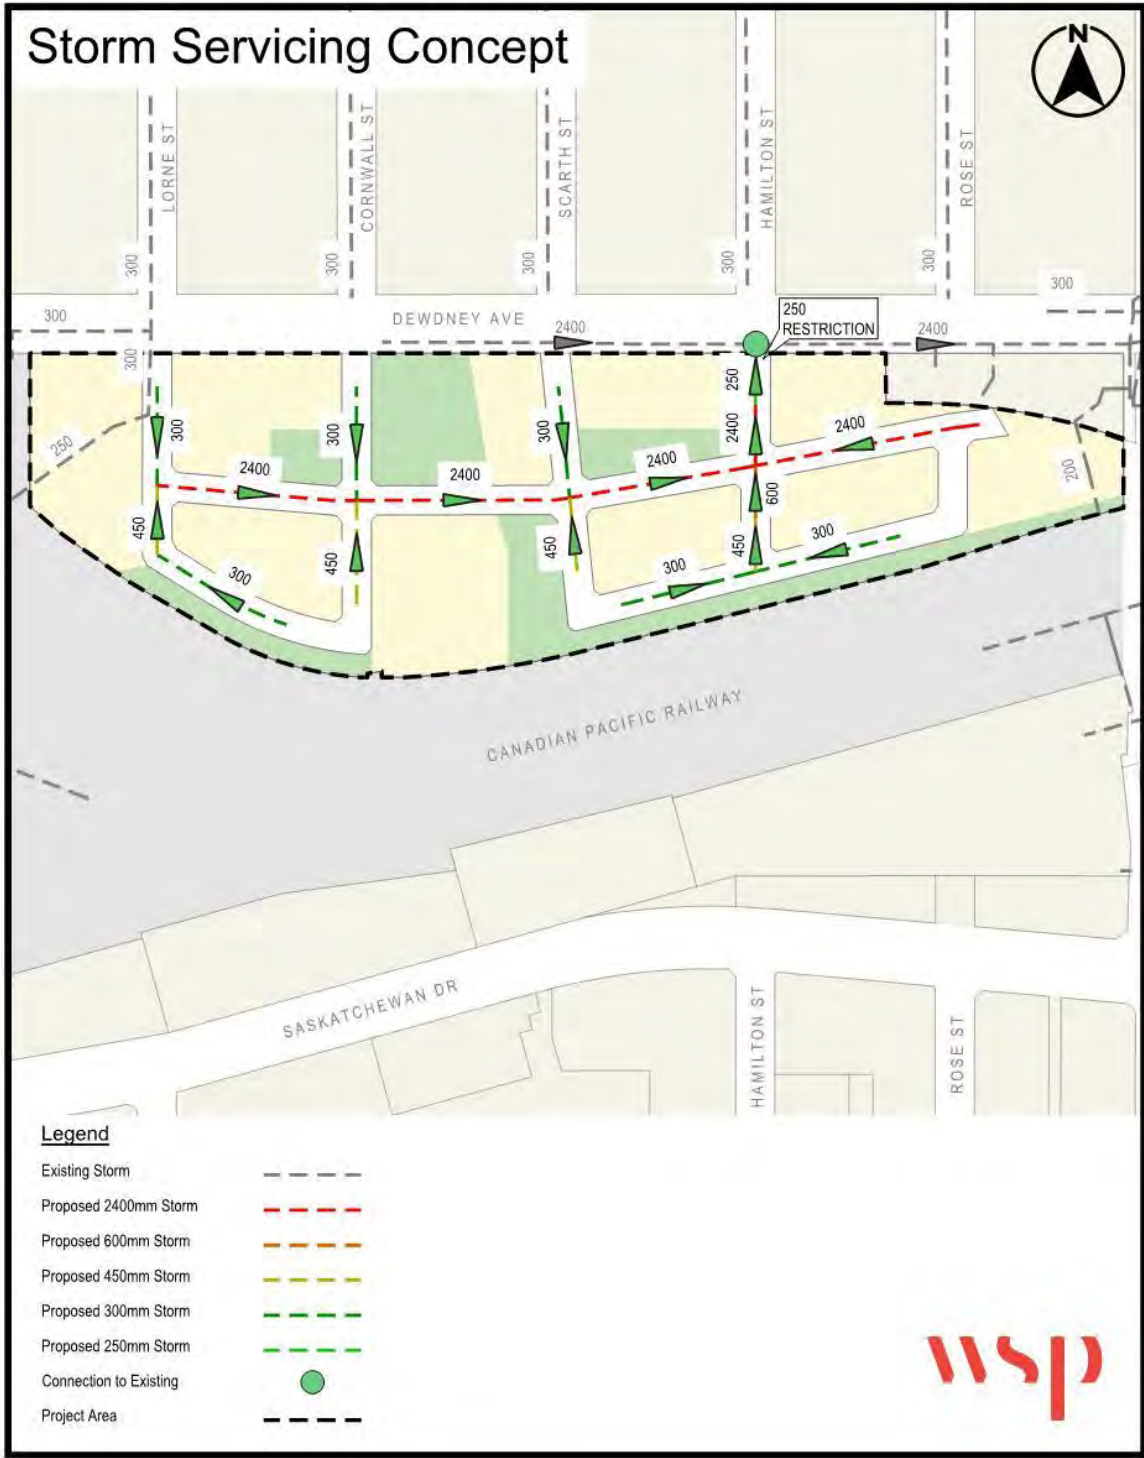 Storm Servicing Concept
N
LORNE ST
CORNWALL ST
SCARTH ST
HAMILTON ST
ROSE ST
300
300
300
300
300
300
300
DEWDNEY AVE
2400
250
RESTRICTION
2400
300
250
300
300
300
250
2400
2400
200
2400
2400
2400
600
450
450
450
450
300
300
300
CANADIAN PACIFIC RAILWAY
SASKATCHEWAN DR
HAMILTON ST
ROSE ST
Legend
Existing Storm
Proposed 2400mm Storm
Proposed 600mm Storm
Proposed 450mm Storm
Proposed 300mm Storm
Proposed 250mm Storm
Connection to Existing
Project Area
wsp